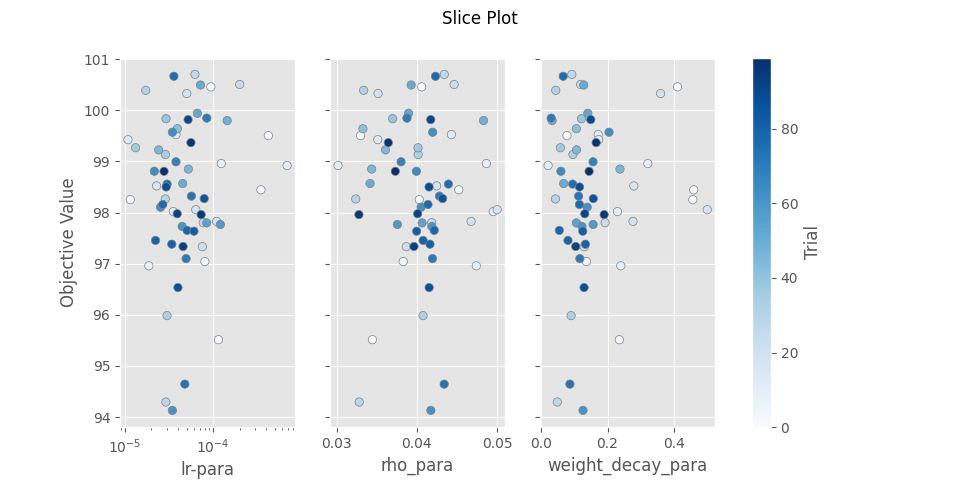 Slice Plot
Objective Value
101
100
99
98
97
96
95
94
10⁻⁵ 10⁻⁴
lr-para
0.03 0.04 0.05
rho_para
0.0 0.2 0.4
weight_decay_para
80
60
40
20
0
Trial